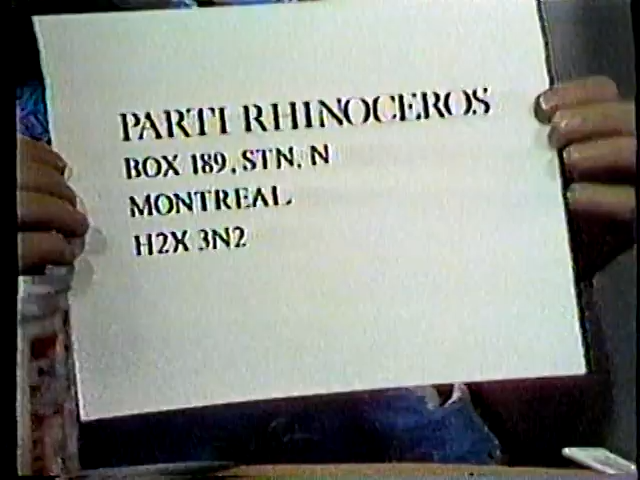 PARTI RHINOCEROS
BOX 189, STN. N
MONTREAL
H2X 3N2